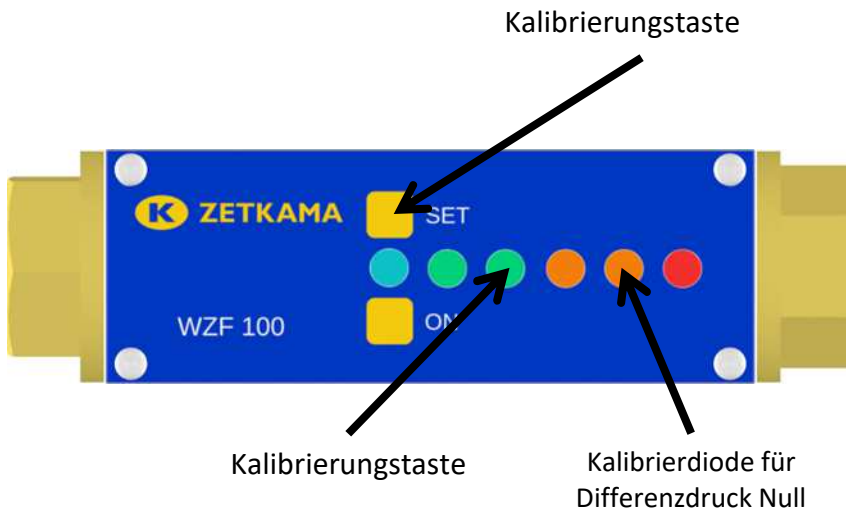 Kalibrierungstaste
K ZETKAMA
SET
WZF 100
ON
Kalibrierungstaste
Kalibrierdiode für
Differenzdruck Null